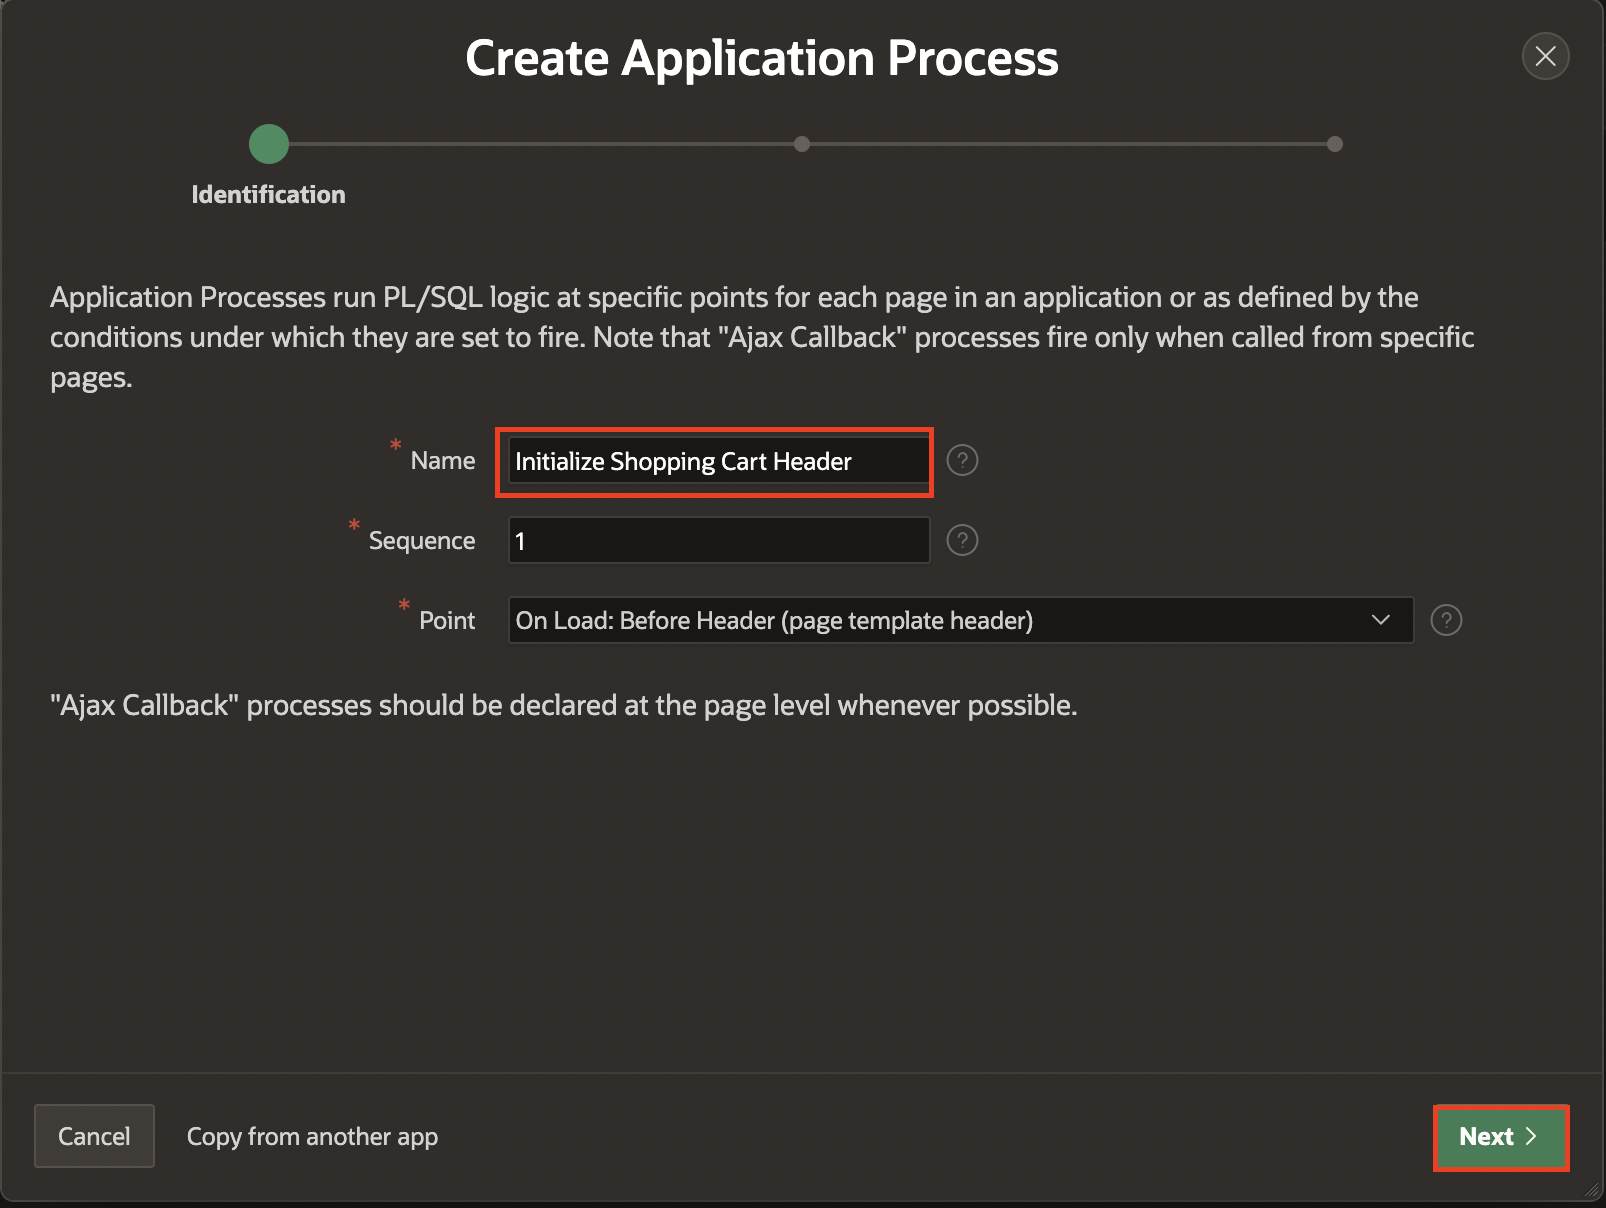 Create Application Process
Identification
Application Processes run PL/SQL logic at specific points for each page in an application or as defined by the
conditions under which they are set to fire. Note that "Ajax Callback" processes fire only when called from specific
pages.
* Name Initialize Shopping Cart Header ?
* Sequence 1 ?
* Point On Load: Before Header (page template header) ?
"Ajax Callback" processes should be declared at the page level whenever possible.
Cancel Copy from another app Next >